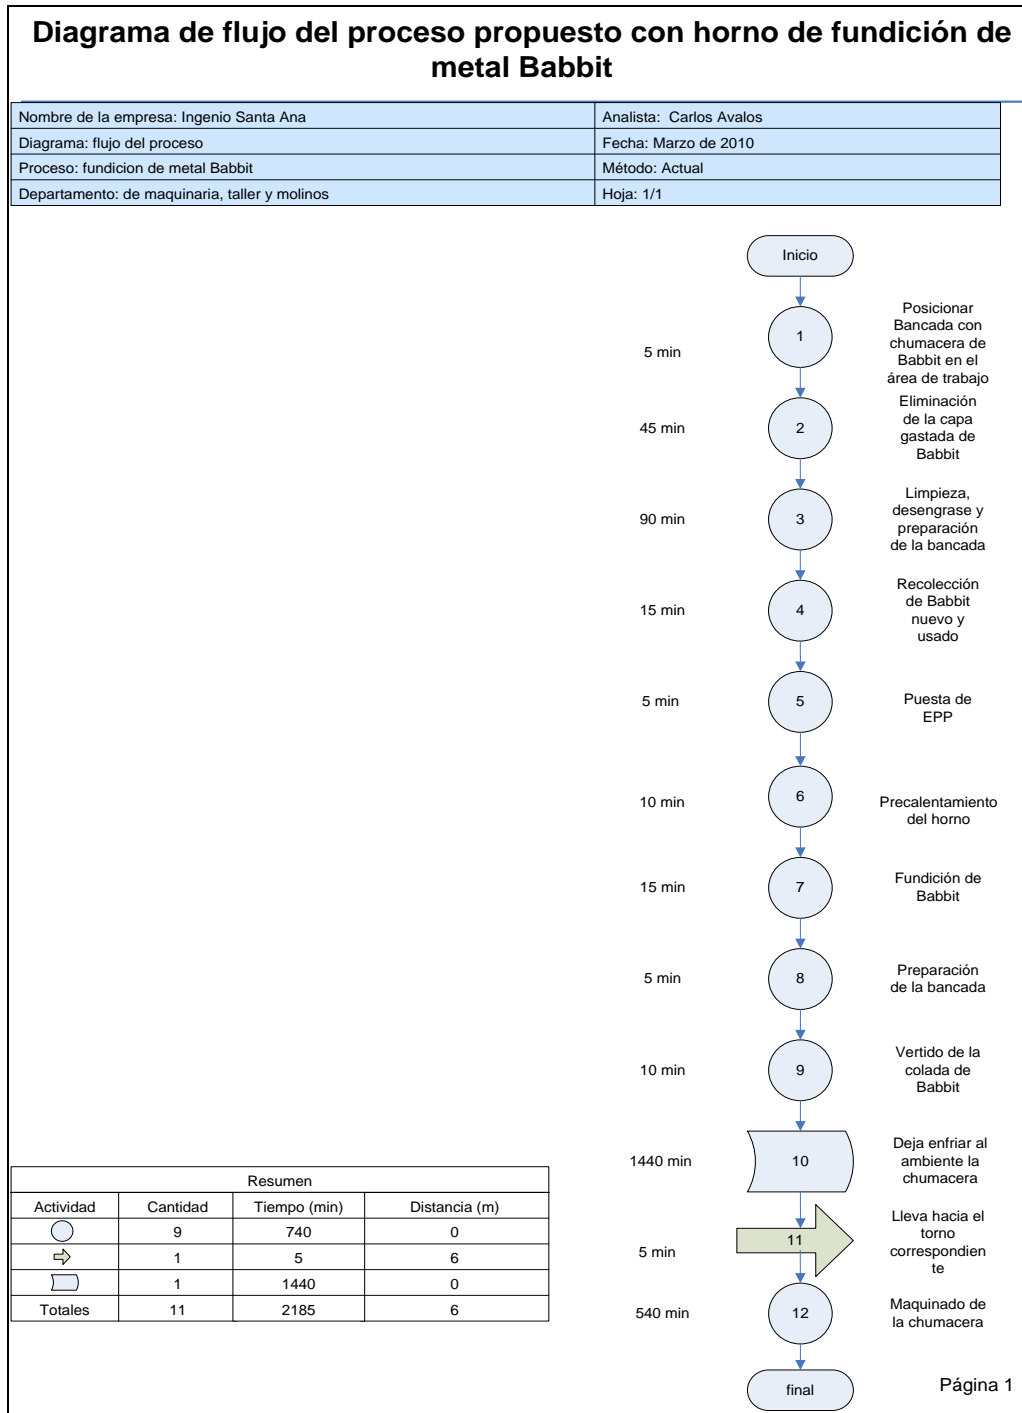 Diagrama de flujo del proceso propuesto con horno de fundición de
metal Babbit
Nombre de la empresa: Ingenio Santa Ana
Analista: Carlos Avalos
Diagrama: flujo del proceso
Fecha: Marzo de 2010
Proceso: fundicion de metal Babbit
Método: Actual
Departamento: de maquinaria, taller y molinos
Hoja: 1/1
Inicio
5 min
1
Posicionar
Bancada con
chumacera de
Babbit en el
área de trabajo
45 min
2
Eliminación
de la capa
gastada de
Babbit
90 min
3
Limpieza,
desengrase y
preparación
de la bancada
15 min
4
Recolección
de Babbit
nuevo y
usado
5 min
5
Puesta de
EPP
10 min
6
Precalentamiento
del horno
15 min
7
Fundición de
Babbit
5 min
8
Preparación
de la bancada
10 min
9
Vertido de la
colada de
Babbit
1440 min
10
Deja enfriar al
ambiente la
chumacera
5 min
11
Lleva hacia el
torno
correspondien
te
540 min
12
Maquinado de
la chumacera
final
Resumen
Actividad Cantidad Tiempo (min) Distancia (m)
9 740 0
1 5 6
1 1440 0
Totales 11 2185 6
Página 1